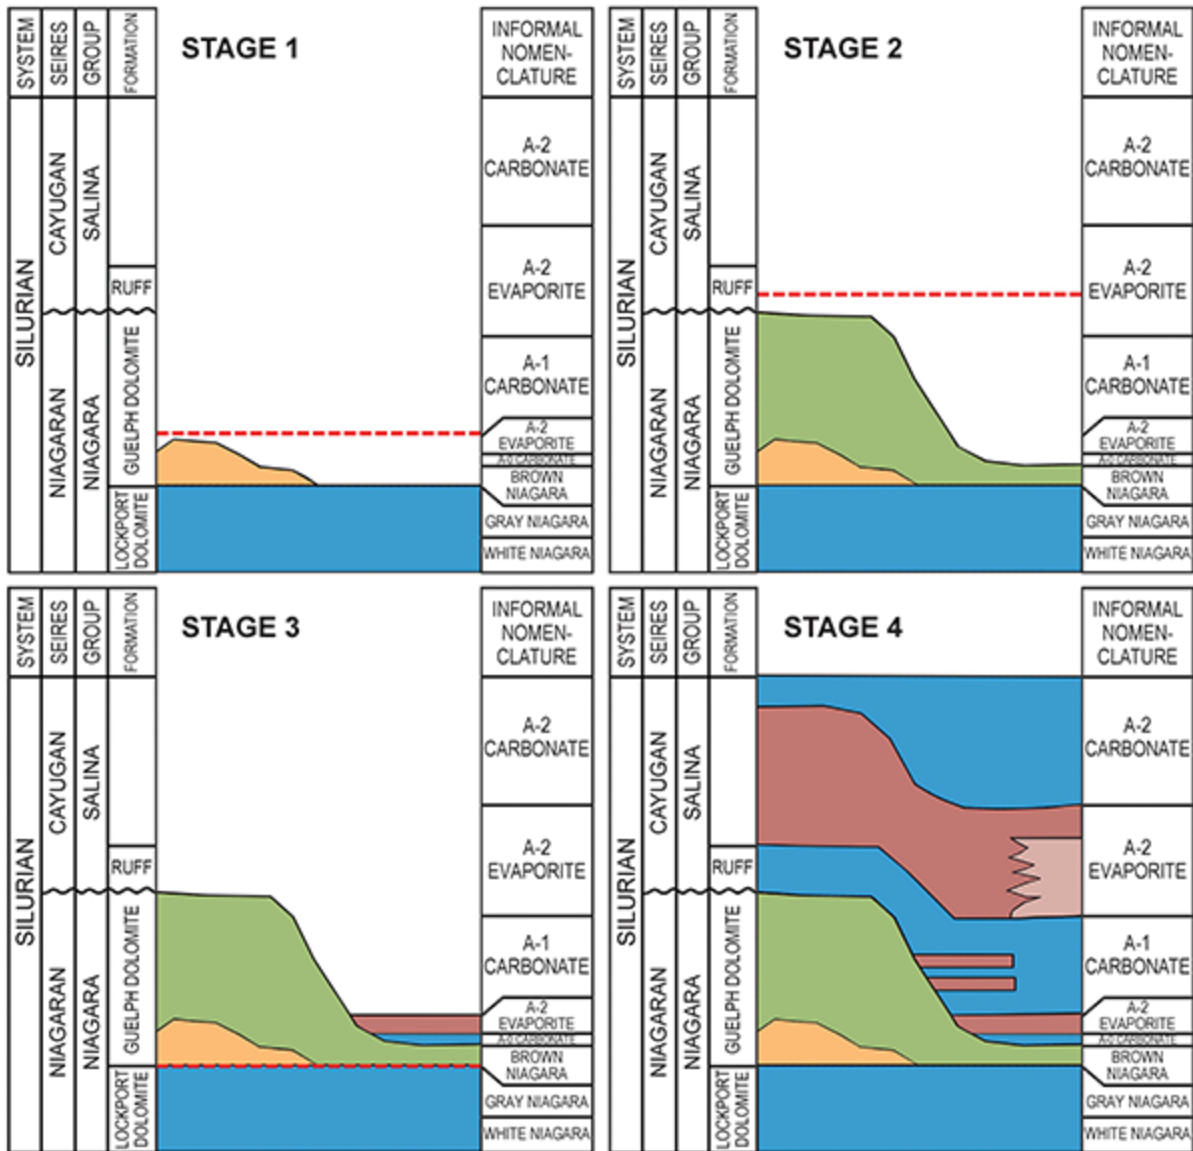 SYSTEM
SEIRES
GROUP
FORMATION
STAGE 1
INFORMAL
NOMEN-
CLATURE
SILURIAN
CAYUGAN
SALINA
RUFF
NIAGARAN
NIAGARA
GUELPH DOLOMITE
LOCKPORT
DOLOMITE
A-2
CARBONATE
A-2
EVAPORITE
A-1
CARBONATE
A-2
EVAPORITE
A-0 CARBONATE
BROWN
NIAGARA
GRAY NIAGARA
WHITE NIAGARA
SYSTEM
SEIRES
GROUP
FORMATION
STAGE 2
INFORMAL
NOMEN-
CLATURE
SILURIAN
CAYUGAN
SALINA
RUFF
NIAGARAN
NIAGARA
GUELPH DOLOMITE
LOCKPORT
DOLOMITE
A-2
CARBONATE
A-2
EVAPORITE
A-1
CARBONATE
A-2
EVAPORITE
A-0 CARBONATE
BROWN
NIAGARA
GRAY NIAGARA
WHITE NIAGARA
SYSTEM
SEIRES
GROUP
FORMATION
STAGE 3
INFORMAL
NOMEN-
CLATURE
SILURIAN
CAYUGAN
SALINA
RUFF
NIAGARAN
NIAGARA
GUELPH DOLOMITE
LOCKPORT
DOLOMITE
A-2
CARBONATE
A-2
EVAPORITE
A-1
CARBONATE
A-2
EVAPORITE
A-0 CARBONATE
BROWN
NIAGARA
GRAY NIAGARA
WHITE NIAGARA
SYSTEM
SEIRES
GROUP
FORMATION
STAGE 4
INFORMAL
NOMEN-
CLATURE
SILURIAN
CAYUGAN
SALINA
RUFF
NIAGARAN
NIAGARA
GUELPH DOLOMITE
LOCKPORT
DOLOMITE
A-2
CARBONATE
A-2
EVAPORITE
A-1
CARBONATE
A-2
EVAPORITE
A-0 CARBONATE
BROWN
NIAGARA
GRAY NIAGARA
WHITE NIAGARA